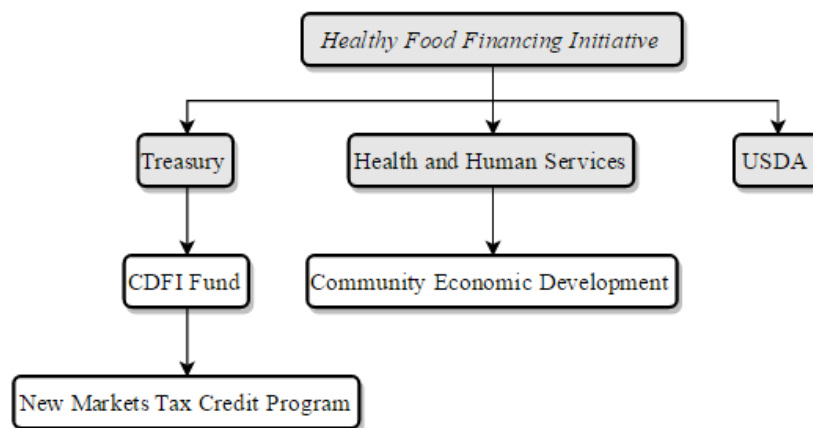 Healthy Food Financing Initiative
Treasury
Health and Human Services
USDA
CDFI Fund
Community Economic Development
New Markets Tax Credit Program